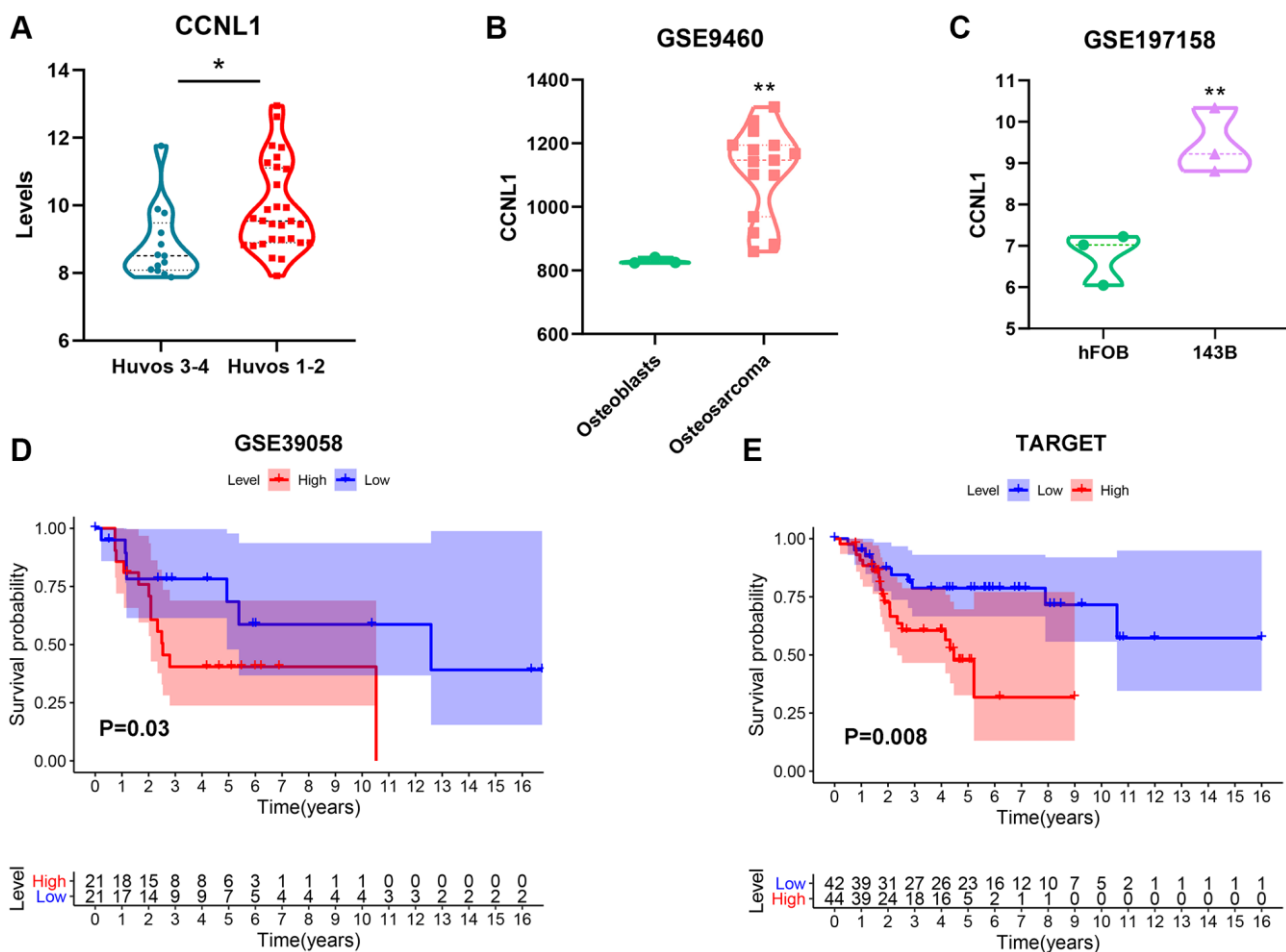 A
CCNL1
*
14
12
10
8
6
Levels
Huvos 3-4 Huvos 1-2
B
GSE9460
**
1400
1200
1000
800
600
CCNL1
Osteoblasts
Osteosarcoma
C
GSE197158
**
11
10
9
8
7
6
5
CCNL1
hFOB 143B
D
GSE39058
Level High Low
1.00
0.75
0.50
0.25
0.00
Survival probability
P=0.03
0 1 2 3 4 5 6 7 8 9 10 11 12 13 14 15 16
Time(years)
Level
High 21 18 15 8 8 6 3 1 1 1 1 0 0 0 0 0 0
Low 21 17 14 9 9 7 5 4 4 4 4 3 3 2 2 2 2
0 1 2 3 4 5 6 7 8 9 10 11 12 13 14 15 16
Time(years)
E
TARGET
Level Low High
1.00
0.75
0.50
0.25
0.00
Survival probability
P=0.008
0 1 2 3 4 5 6 7 8 9 10 11 12 13 14 15 16
Time(years)
Level
Low 42 39 31 27 26 23 16 12 10 7 5 2 1 1 1 1 1
High 44 39 24 18 16 5 2 1 1 0 0 0 0 0 0 0 0
0 1 2 3 4 5 6 7 8 9 10 11 12 13 14 15 16
Time(years)